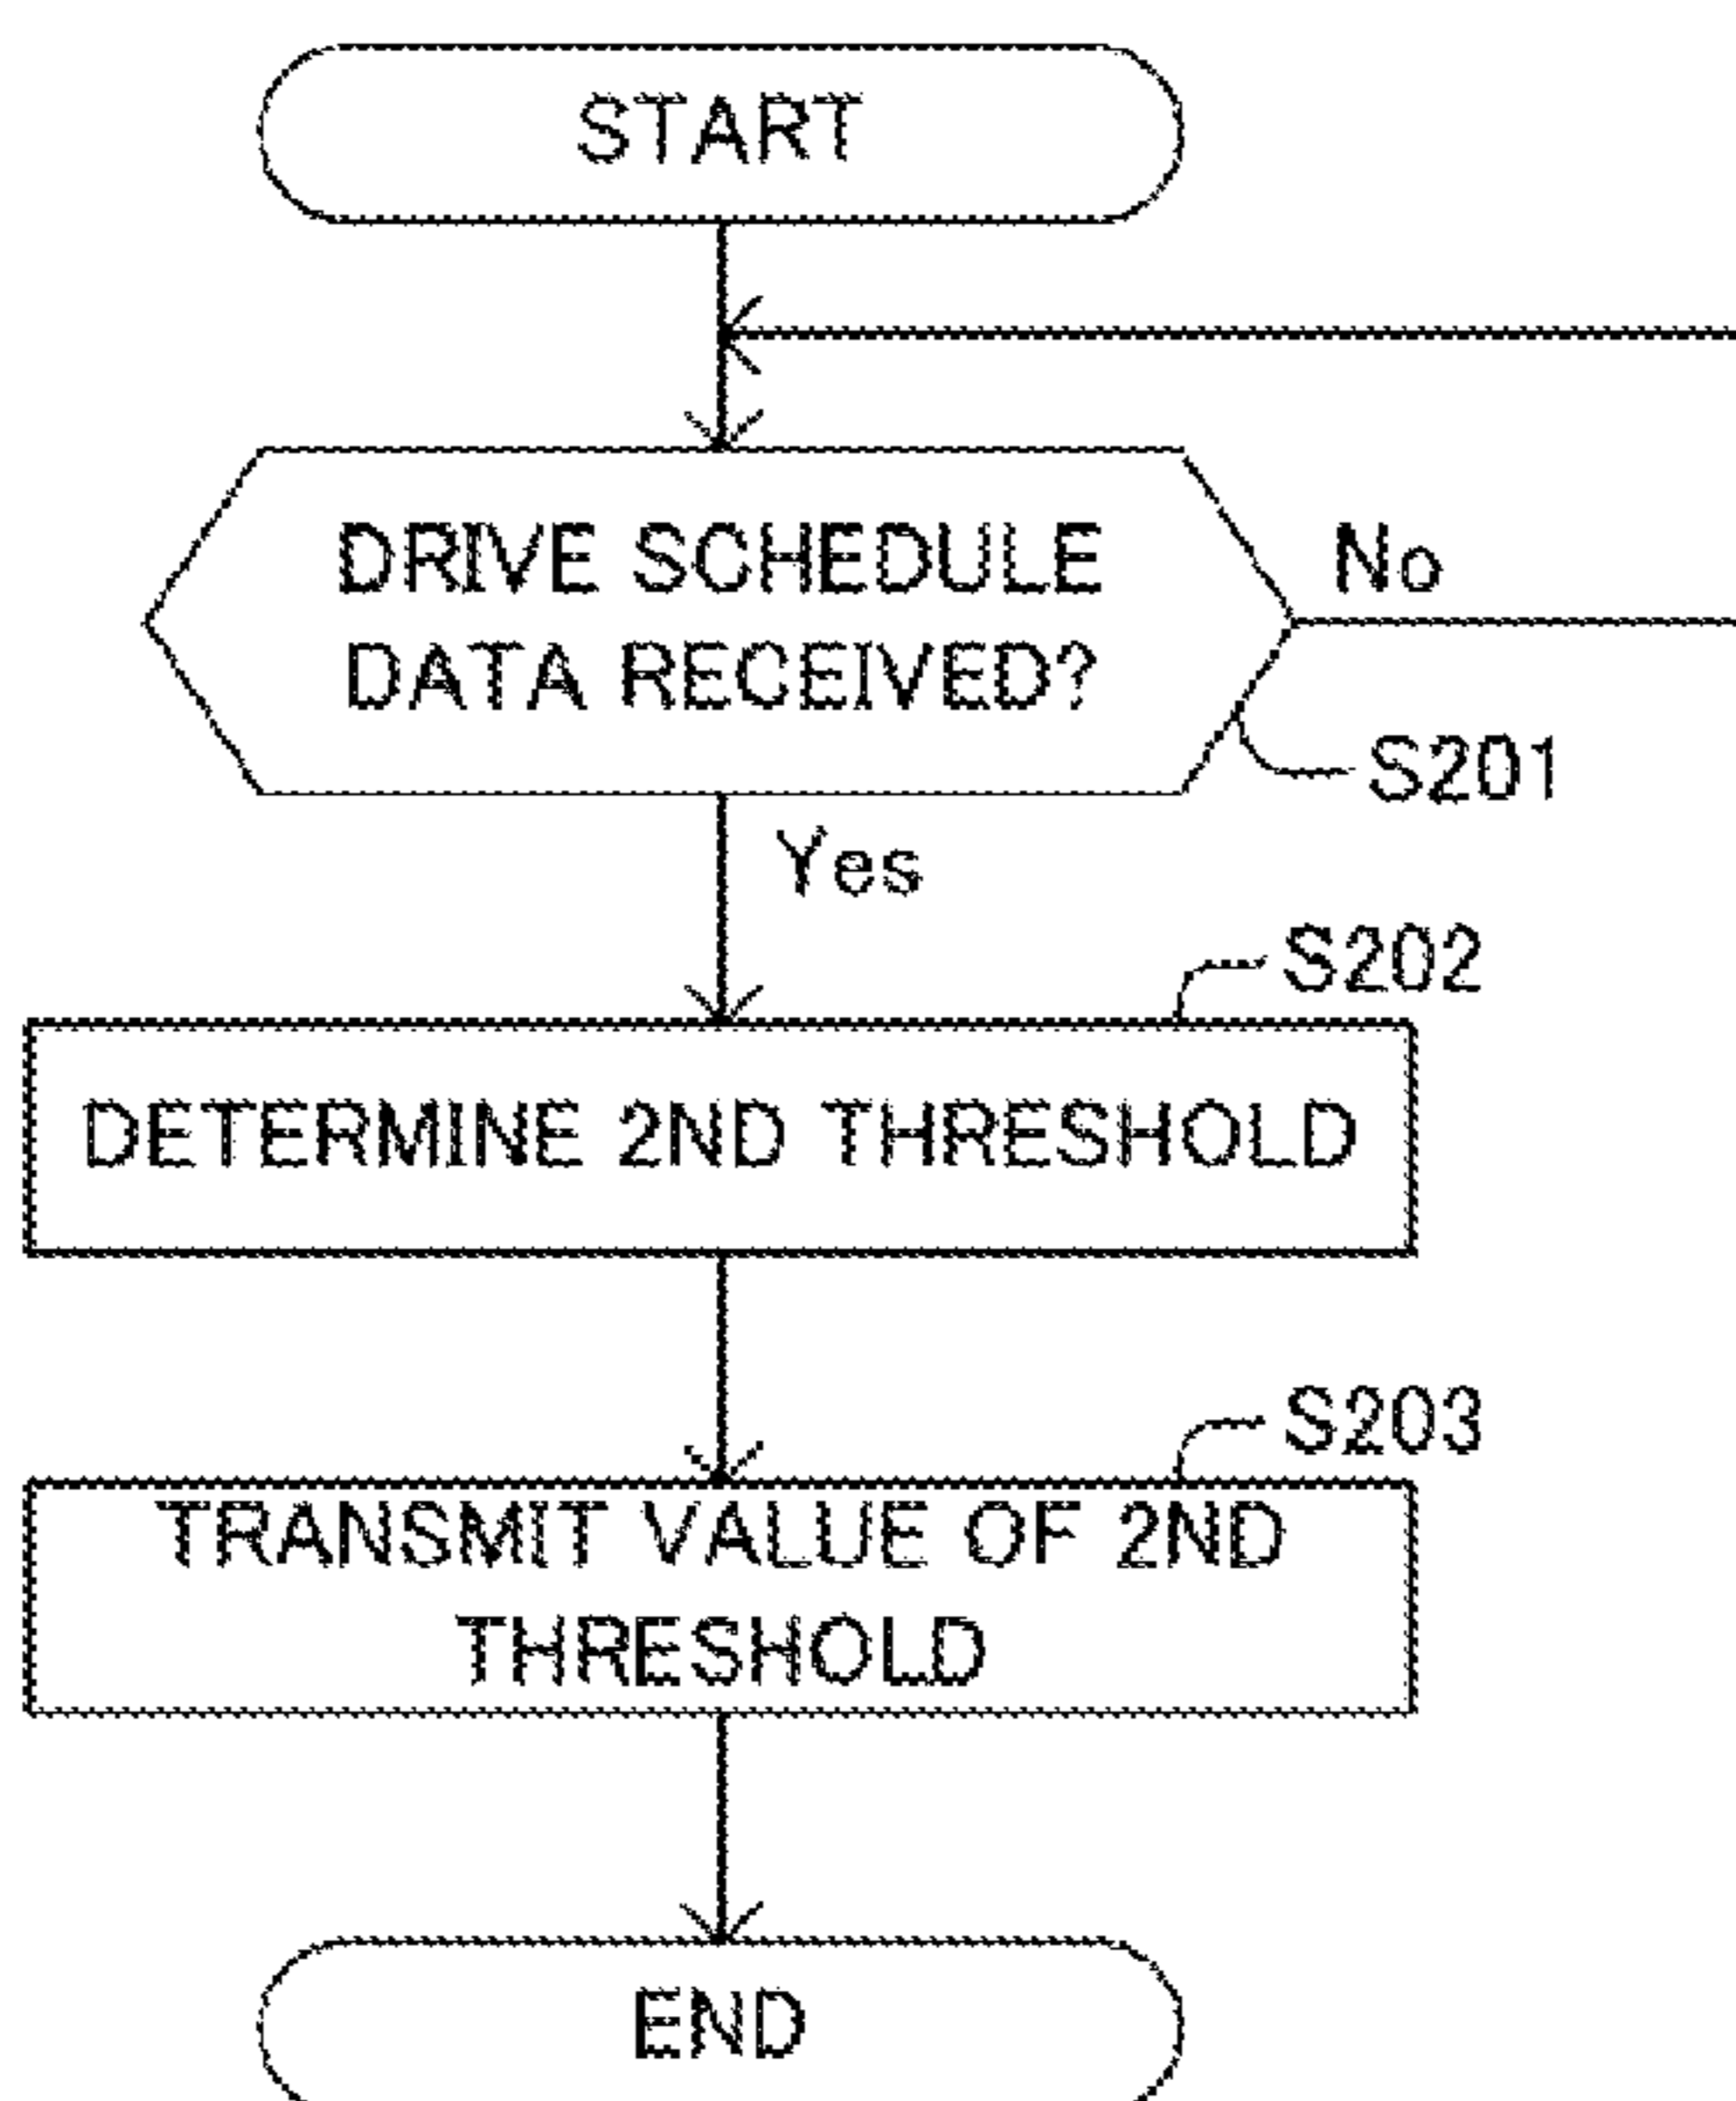 START
DRIVE SCHEDULE
DATA RECEIVED?
No
S201
Yes
S202
DETERMINE 2ND THRESHOLD
S203
TRANSMIT VALUE OF 2ND
THRESHOLD
END